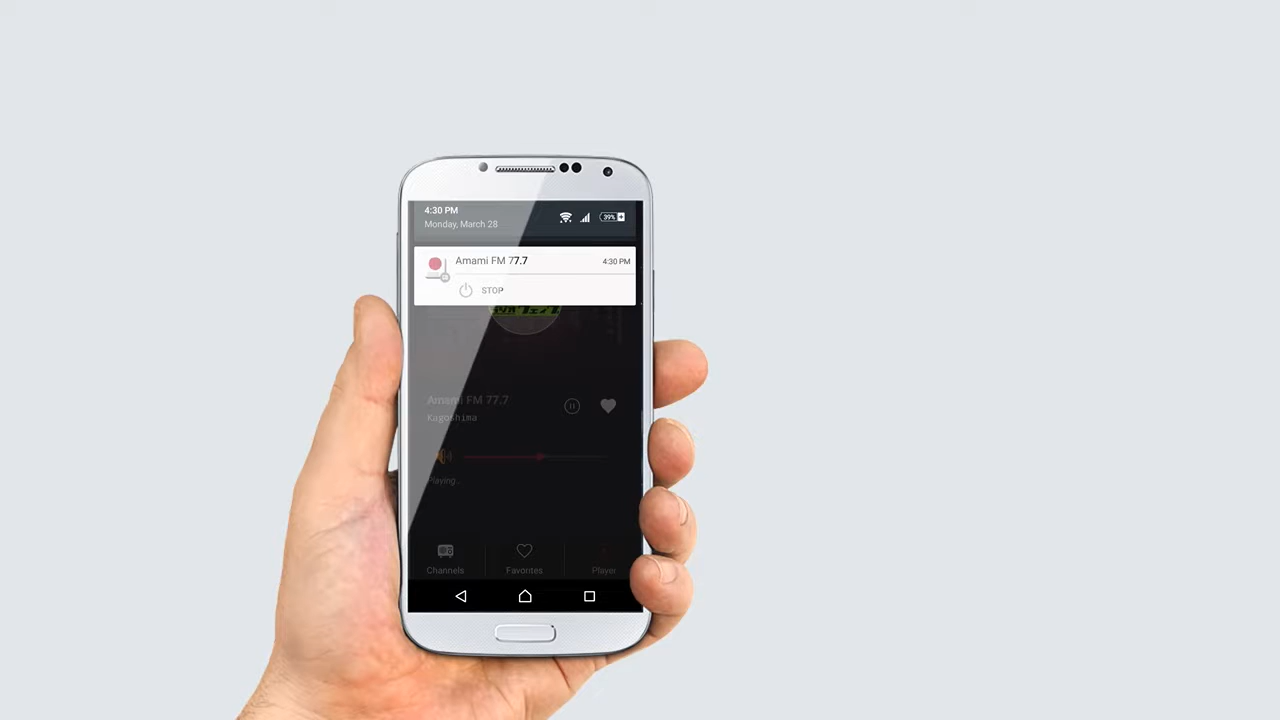 4:30 PM
Monday, March 28
39%
Amami FM 77.7
4:30 PM
STOP
Amami FM 77.7
Kagoshima
Playing..
Channels
Favorites
Player